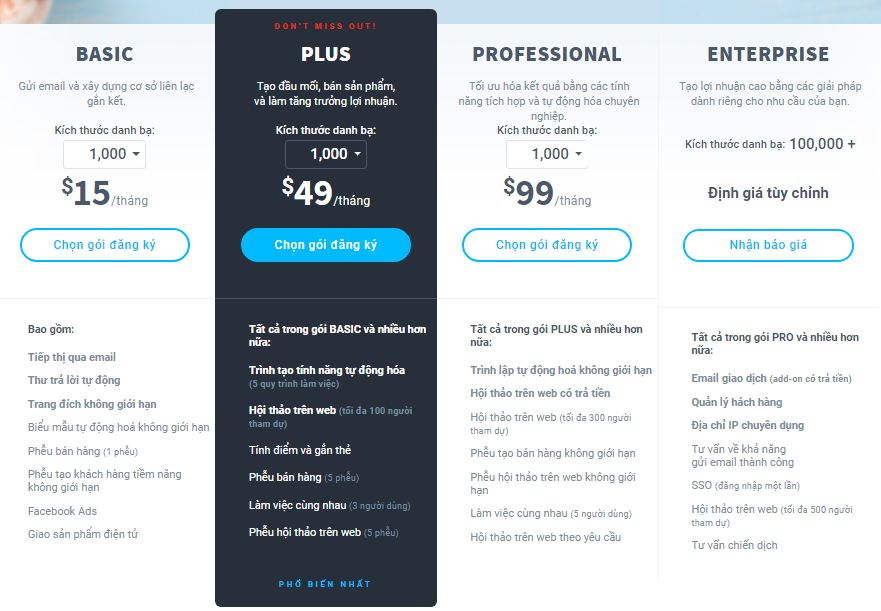 BASIC
Gửi email và xây dựng cơ sở liên lạc
gắn kết.
Kích thước danh bạ:
1,000
$15/tháng
Chọn gói đăng ký
Bao gồm:
Tiếp thị qua email
Thư trả lời tự động
Trang đích không giới hạn
Biểu mẫu tự động hoá không giới hạn
Phễu bán hàng (1 phễu)
Phễu tạo khách hàng tiềm năng
không giới hạn
Facebook Ads
Giao sản phẩm điện tử
DON'T MISS OUT!
PLUS
Tạo đầu mối, bán sản phẩm,
và làm tăng trưởng lợi nhuận.
Kích thước danh bạ:
1,000
$49/tháng
Chọn gói đăng ký
Tất cả trong gói BASIC và nhiều hơn
nữa:
Trình tạo tính năng tự động hóa
(5 quy trình làm việc)
Hội thảo trên web (tối đa 100 người
tham dự)
Tính điểm và gắn thẻ
Phễu bán hàng (5 phễu)
Làm việc cùng nhau (3 người dùng)
Phễu hội thảo trên web (5 phễu)
PHỔ BIẾN NHẤT
PROFESSIONAL
Tối ưu hóa kết quả bằng các tính
năng tích hợp và tự động hóa chuyên
nghiệp.
Kích thước danh bạ:
1,000
$99/tháng
Chọn gói đăng ký
Tất cả trong gói PLUS và nhiều hơn
nữa:
Trình lập tự động hoá không giới hạn
Hội thảo trên web có trả tiền
Hội thảo trên web (tối đa 300 người
tham dự)
Phễu tạo bán hàng không giới hạn
Phễu hội thảo trên web không giới
hạn
Làm việc cùng nhau (5 người dùng)
Hội thảo trên web theo yêu cầu
ENTERPRISE
Tạo lợi nhuận cao bằng các giải pháp
dành riêng cho nhu cầu của bạn.
Kích thước danh bạ: 100,000 +
Định giá tùy chỉnh
Nhận báo giá
Tất cả trong gói PRO và nhiều hơn
nữa:
Email giao dịch (add-on có trả tiền)
Quản lý hách hàng
Địa chỉ IP chuyên dụng
Tư vấn về khả năng
gửi email thành công
SSO (đăng nhập một lần)
Hội thảo trên web (tối đa 500 người
tham dự)
Tư vấn chiến dịch